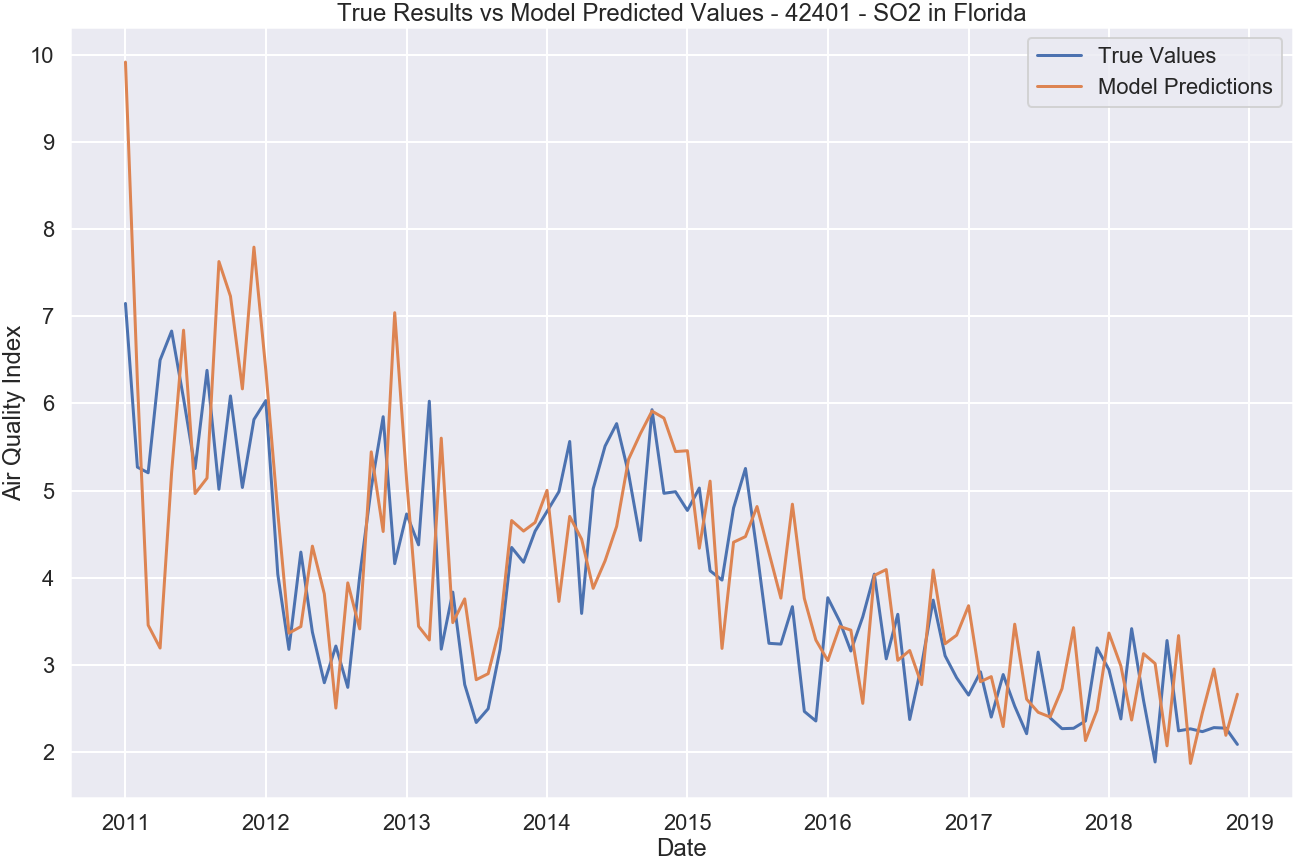 True Results vs Model Predicted Values - 42401 - SO2 in Florida
True Values
Model Predictions
Air Quality Index
10
9
8
7
6
5
4
3
2
2011 2012 2013 2014 2015 2016 2017 2018 2019
Date